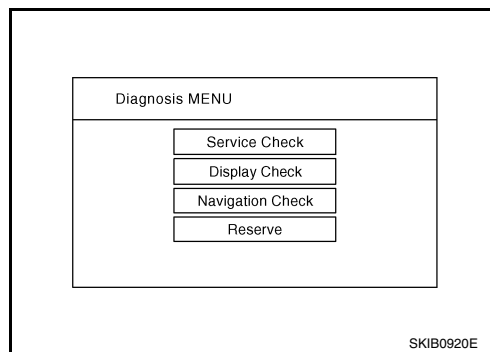 Diagnosis MENU
Service Check
Display Check
Navigation Check
Reserve
SKIB0920E